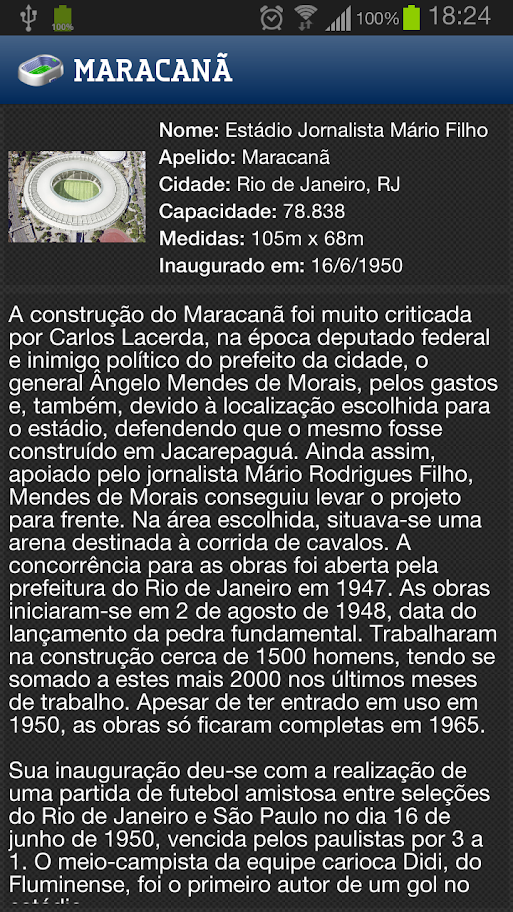 100%
100%
18:24
MARACANÃ
Nome: Estádio Jornalista Mário Filho
Apelido: Maracanã
Cidade: Rio de Janeiro, RJ
Capacidade: 78.838
Medidas: 105m x 68m
Inaugurado em: 16/6/1950
A construção do Maracanã foi muito criticada
por Carlos Lacerda, na época deputado federal
e inimigo político do prefeito da cidade, o
general Ângelo Mendes de Morais, pelos gastos
e, também, devido à localização escolhida para
o estádio, defendendo que o mesmo fosse
construído em Jacarepaguá. Ainda assim,
apoiado pelo jornalista Mário Rodrigues Filho,
Mendes de Morais conseguiu levar o projeto
para frente. Na área escolhida, situava-se uma
arena destinada à corrida de cavalos. A
concorrência para as obras foi aberta pela
prefeitura do Rio de Janeiro em 1947. As obras
iniciaram-se em 2 de agosto de 1948, data do
lançamento da pedra fundamental. Trabalharam
na construção cerca de 1500 homens, tendo se
somado a estes mais 2000 nos últimos meses
de trabalho. Apesar de ter entrado em uso em
1950, as obras só ficaram completas em 1965.
Sua inauguração deu-se com a realização de
uma partida de futebol amistosa entre seleções
do Rio de Janeiro e São Paulo no dia 16 de
junho de 1950, vencida pelos paulistas por 3 a
1. O meio-campista da equipe carioca Didi, do
Fluminense, foi o primeiro autor de um gol no